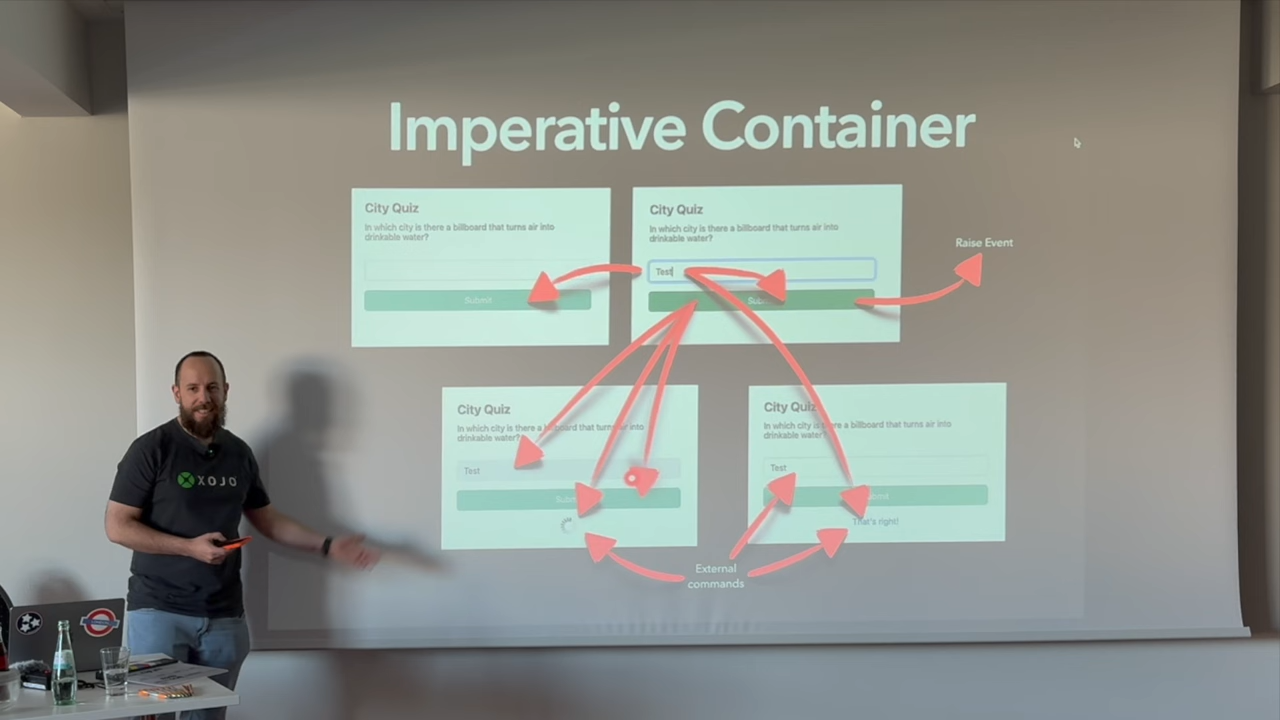 Imperative Container
City Quiz
In which city is there a billboard that turns air into
drinkable water?
Submit
City Quiz
In which city is there a billboard that turns air into
drinkable water?
Test
Raise Event
City Quiz
In which city is there a billboard that turns air into
drinkable water?
Test
City Quiz
In which city is there a billboard that turns air into
drinkable water?
Test
Submit
That's right!
External
commands
XOJO